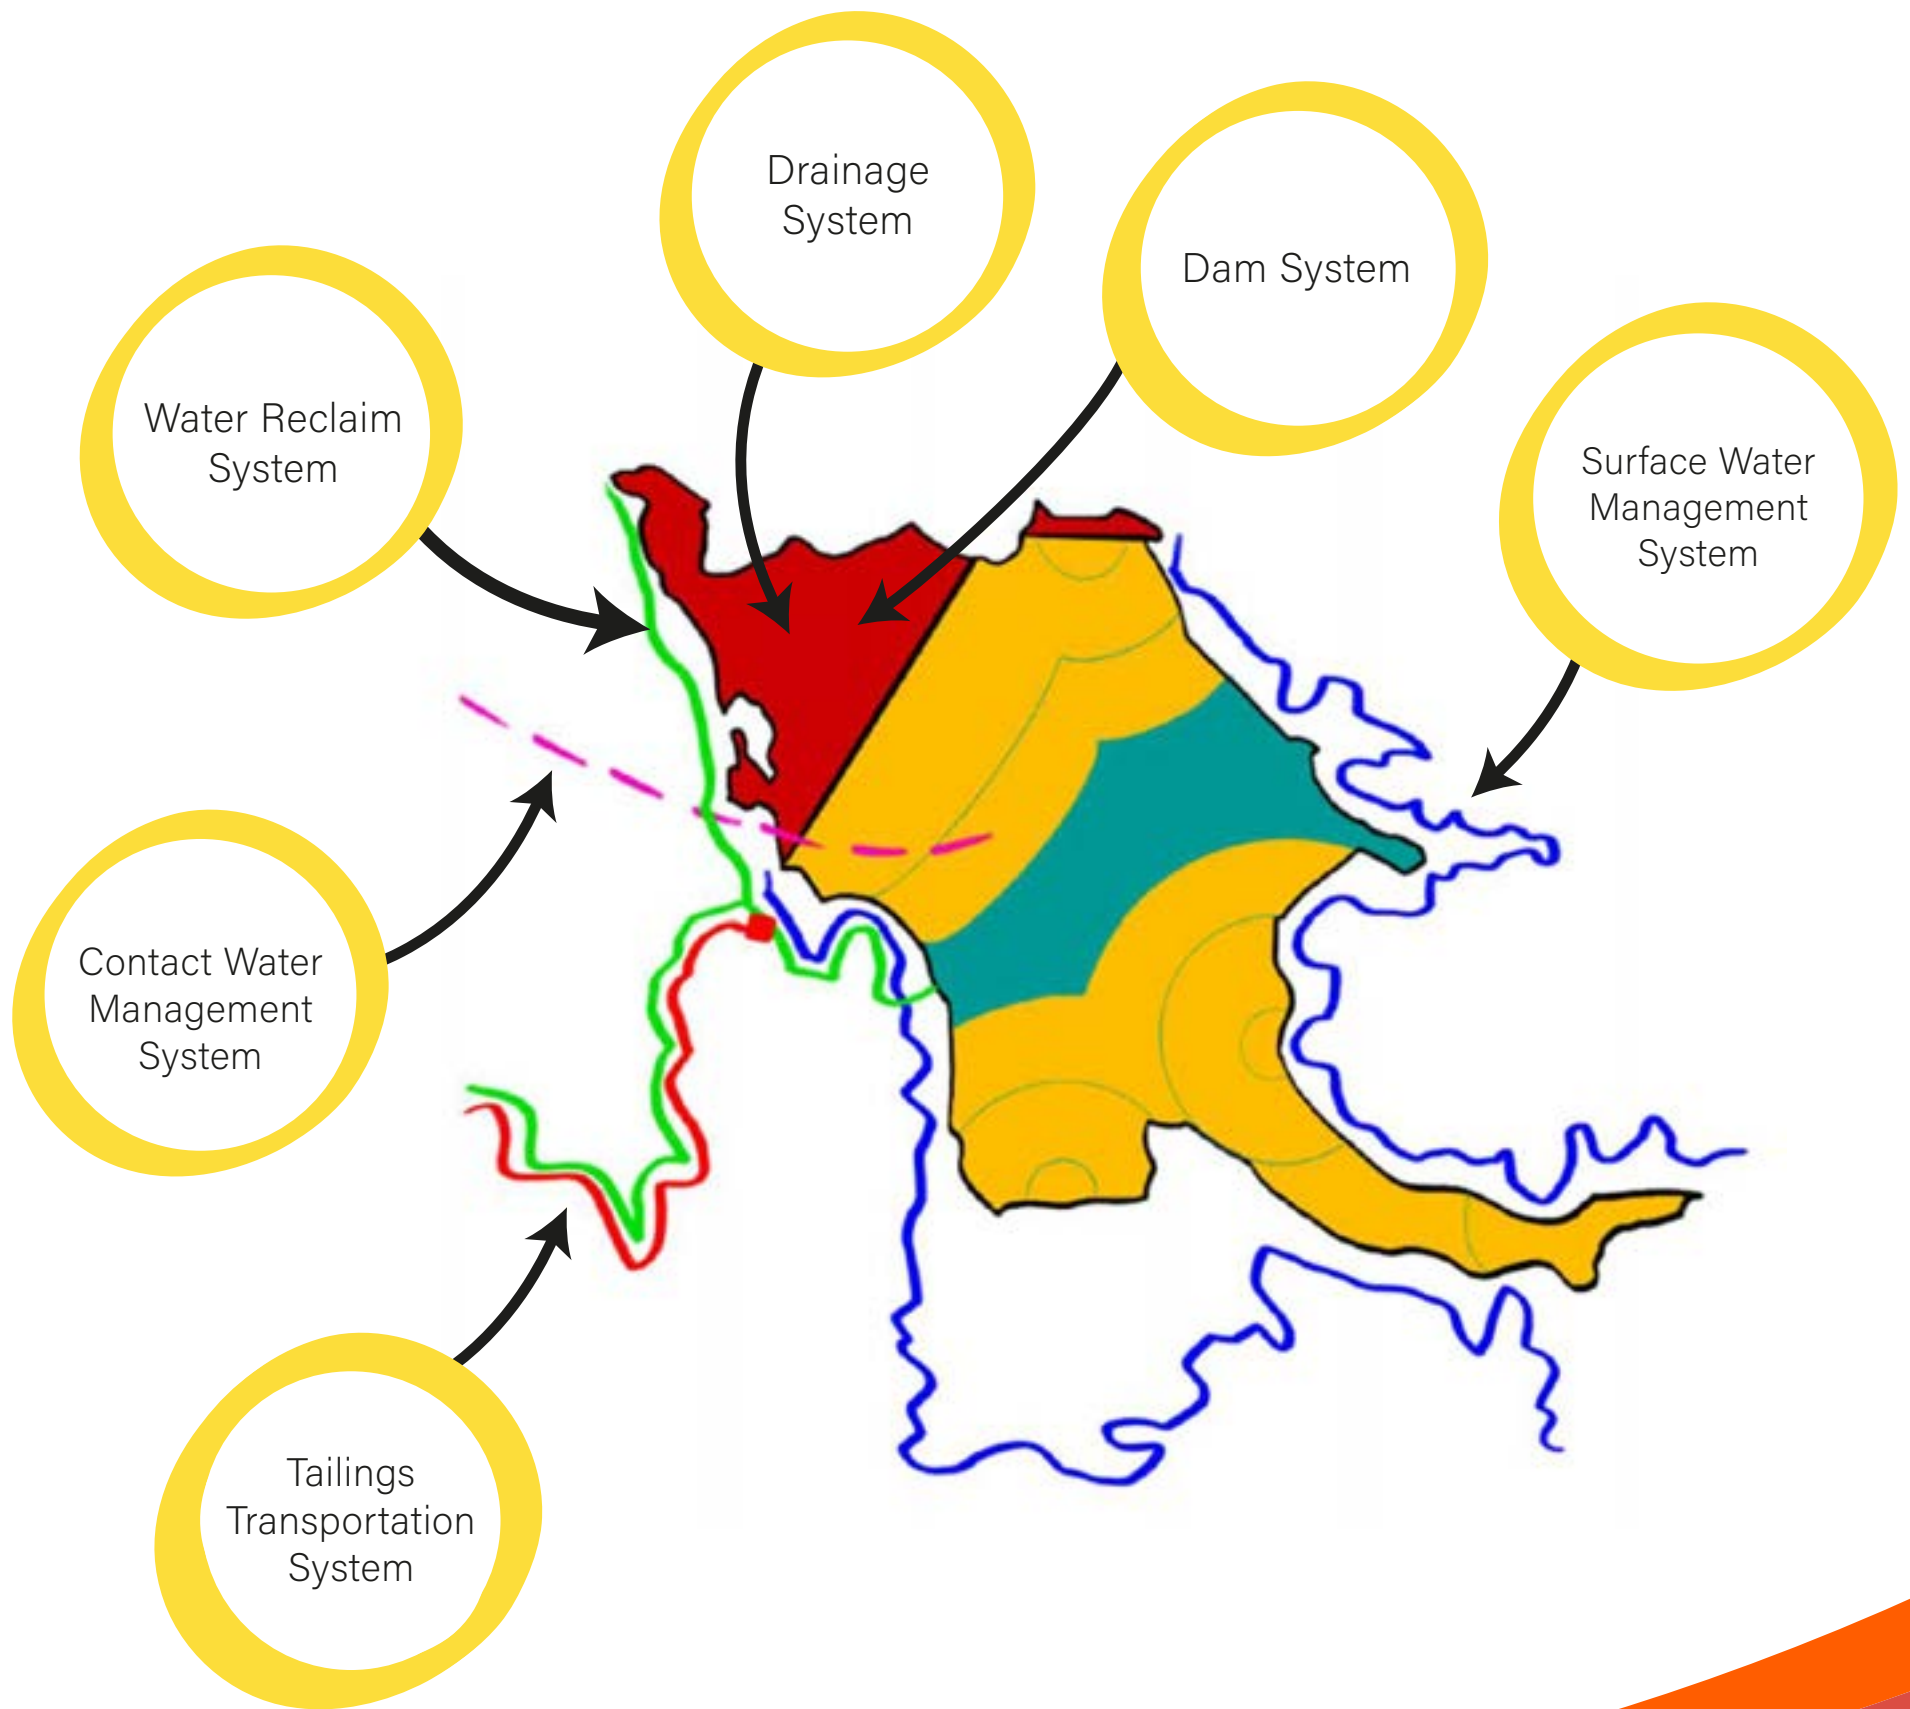 Drainage
System
Dam System
Water Reclaim
System
Surface Water
Management
System
Contact Water
Management
System
Tailings
Transportation
System